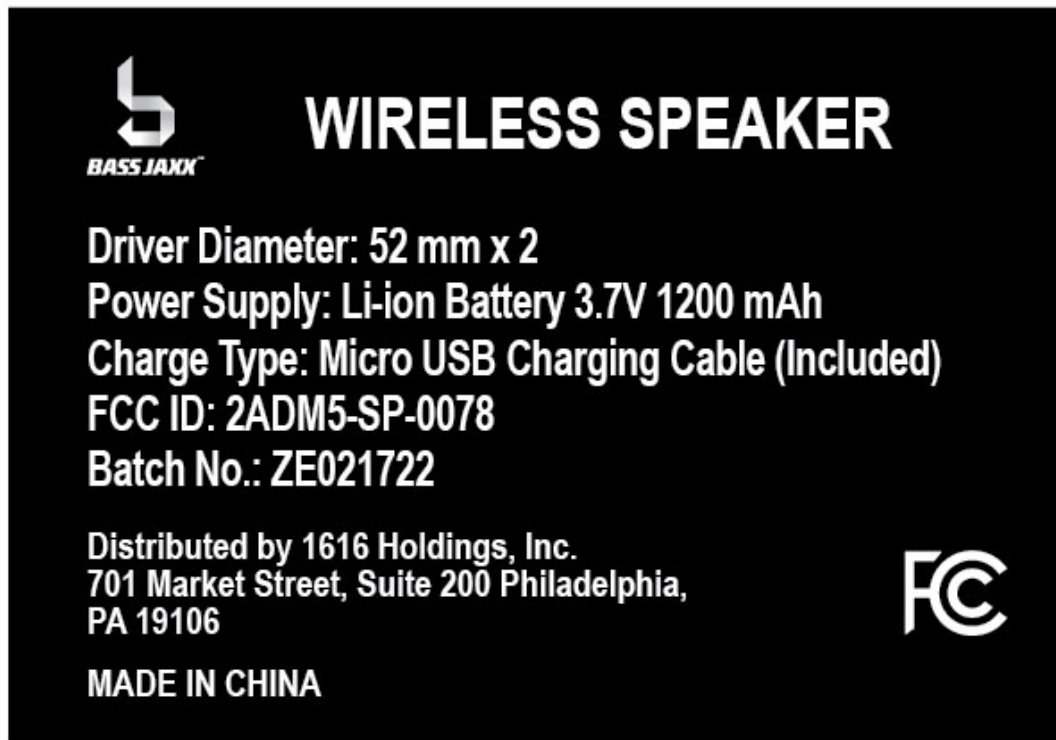 BASS JAXX™
WIRELESS SPEAKER
Driver Diameter: 52 mm x 2
Power Supply: Li-ion Battery 3.7V 1200 mAh
Charge Type: Micro USB Charging Cable (Included)
FCC ID: 2ADM5-SP-0078
Batch No.: ZE021722
Distributed by 1616 Holdings, Inc.
701 Market Street, Suite 200 Philadelphia,
PA 19106
FC
MADE IN CHINA